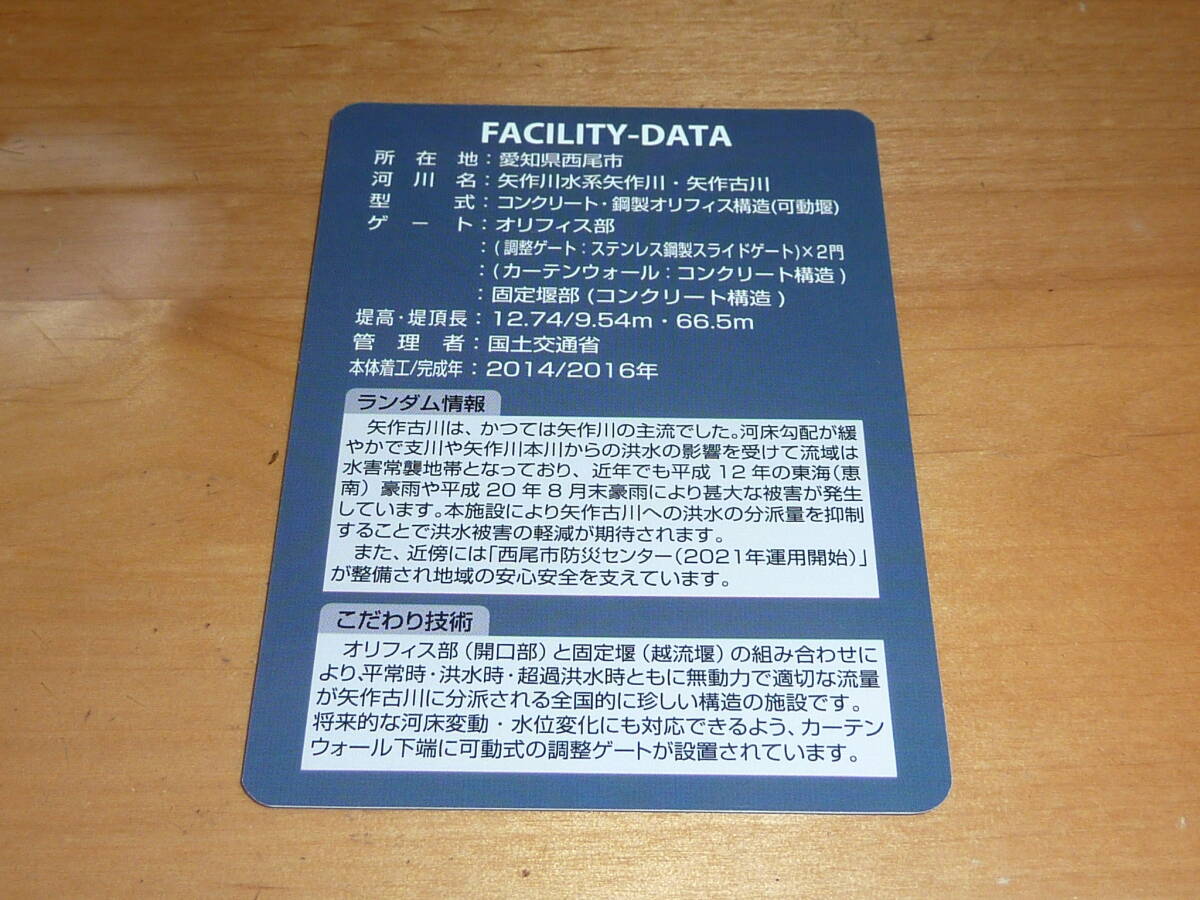 FACILITY-DATA
所在地：愛知県西尾市
河川名：矢作川水系矢作川・矢作古川
型式：コンクリート・鋼製オリフィス構造(可動堰)
ゲート：オリフィス部
：(調整ゲート：ステンレス鋼製スライドゲート)×2門
：(カーテンウォール：コンクリート構造)
：固定堰部(コンクリート構造)
堤高・堤頂長：12.74/9.54m・66.5m
管理者：国土交通省
本体着工/完成年：2014/2016年
ランダム情報
矢作古川は、かつては矢作川の主流でした。河床勾配が緩
やかで支川や矢作川本川からの洪水の影響を受けて流域は
水害常襲地帯となっており、近年でも平成12年の東海(恵
南)豪雨や平成20年8月末豪雨により甚大な被害が発生
しています。本施設により矢作古川への洪水の分派量を抑制
することで洪水被害の軽減が期待されます。
また、近傍には「西尾市防災センター(2021年運用開始)」
が整備され地域の安心安全を支えています。
こだわり技術
オリフィス部(開口部)と固定堰(越流堰)の組み合わせに
より、平常時・洪水時・超過洪水時ともに無動力で適切な流量
が矢作古川に分派される全国的に珍しい構造の施設です。
将来的な河床変動・水位変化にも対応できるよう、カーテン
ウォール下端に可動式の調整ゲートが設置されています。